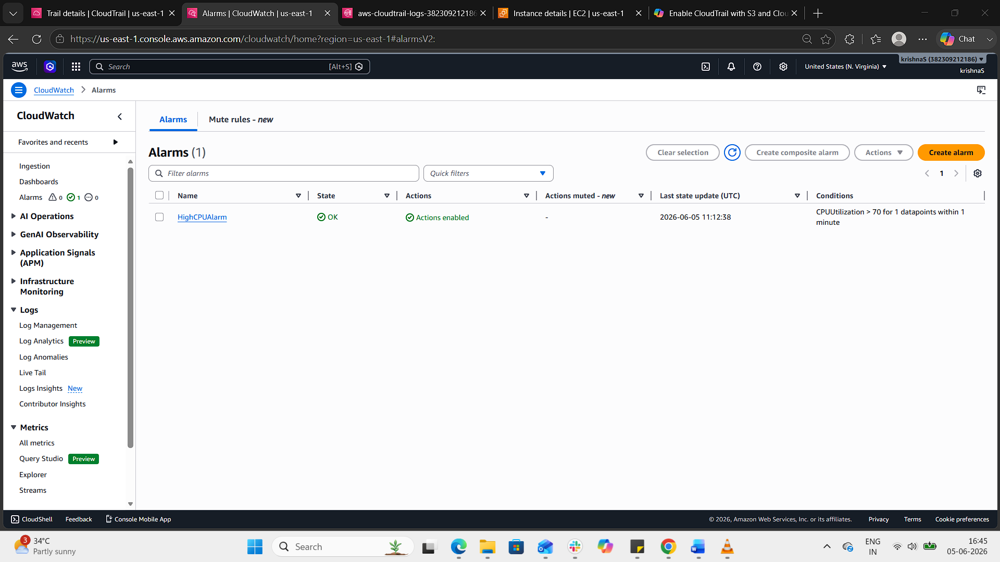 Trail details | CloudTrail | us-east-1
Alarms | CloudWatch | us-east-1
aws-cloudtrail-logs-382309212186
Instance details | EC2 | us-east-1
Enable CloudTrail with S3 and Clou
https://us-east-1.console.aws.amazon.com/cloudwatch/home?region=us-east-1#alarmsV2:
Chat
aws
Search
[Alt+S]
United States (N. Virginia)
krishnaS (382309212186)
krishnaS
CloudWatch
Alarms
CloudWatch
Favorites and recents
Ingestion
Dashboards
Alarms 0 1 0
AI Operations
GenAI Observability
Application Signals
(APM)
Infrastructure
Monitoring
Logs
Log Management
Log Analytics Preview
Log Anomalies
Live Tail
Logs Insights New
Contributor Insights
Metrics
All metrics
Query Studio Preview
Explorer
Streams
Alarms
Mute rules - new
Alarms (1)
Clear selection
Create composite alarm
Actions
Create alarm
Filter alarms
Quick filters
1
Name State Actions Actions muted - new Last state update (UTC) Conditions
HighCPUAlarm OK Actions enabled - 2026-06-05 11:12:38 CPUUtilization > 70 for 1 datapoints within 1
minute
CloudShell
Feedback
Console Mobile App
© 2026, Amazon Web Services, Inc. or its affiliates.
Privacy
Terms
Cookie preferences
3
34°C
Partly sunny
Search
ENG
IN
16:45
05-06-2026